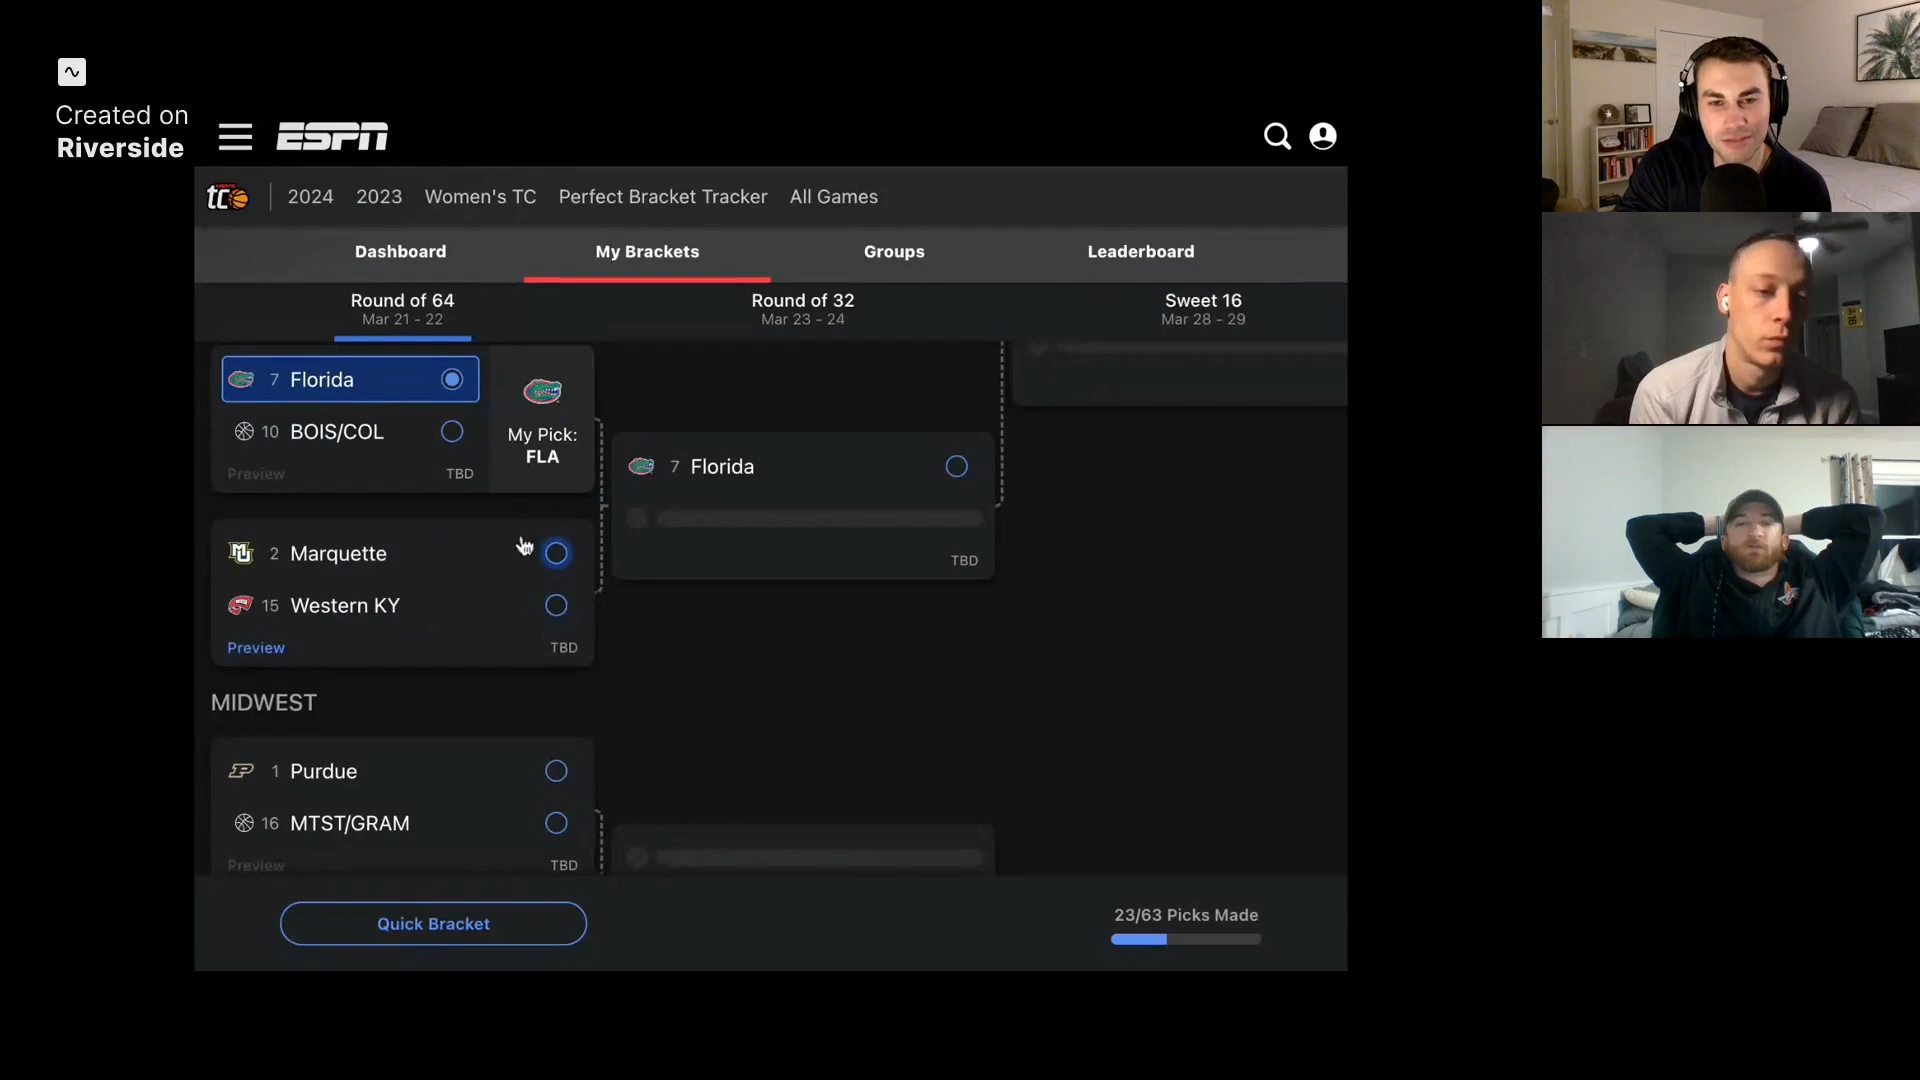 Created on
Riverside
ESPN
MEN'S
tc
2024 2023 Women's TC Perfect Bracket Tracker All Games
Dashboard My Brackets Groups Leaderboard
Round of 64 Round of 32 Sweet 16
Mar 21 - 22 Mar 23 - 24 Mar 28 - 29
7 Florida
10 BOIS/COL
Preview TBD
My Pick:
FLA
7 Florida
TBD
MU 2 Marquette
15 Western KY
Preview TBD
MIDWEST
P 1 Purdue
16 MTST/GRAM
Preview TBD
Quick Bracket
23/63 Picks Made